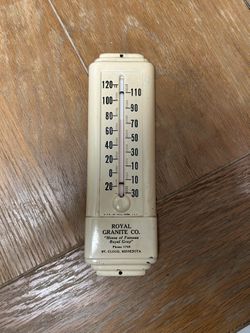 120
110
100
90
80
70
60
50
40
30
20
10
0
10
20
30
ROYAL
GRANITE CO.
"Home of Famous
Royal Gray"
Phone
ST. CLOUD, MINNESOTA